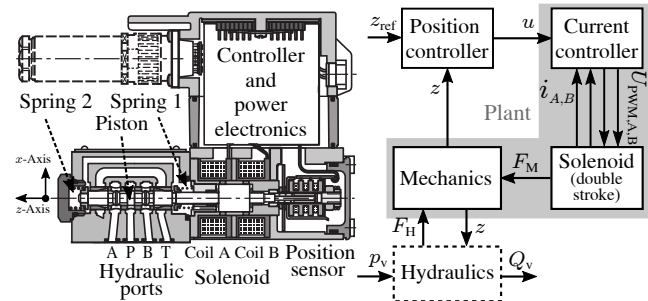 Controller
and
power
electronics
Spring 2
Spring 1
Piston
x-Axis
z-Axis
A P B T
Coil A Coil B
Hydraulic
ports
Solenoid
Position
sensor
z_ref
Position
controller
u
Current
controller
z
Plant
i_A,B
U_PWM,A,B
Mechanics
F_M
Solenoid
(double
stroke)
F_H
z
p_v
Hydraulics
Q_v